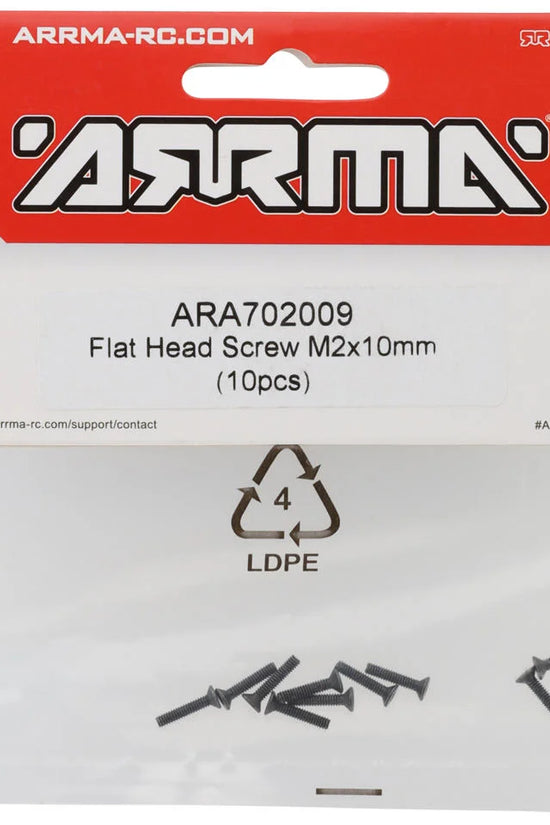 ARRMA-RC.COM
ARRMA
ARA702009
Flat Head Screw M2x10mm
(10pcs)
rrma-rc.com/support/contact
#A
4
LDPE